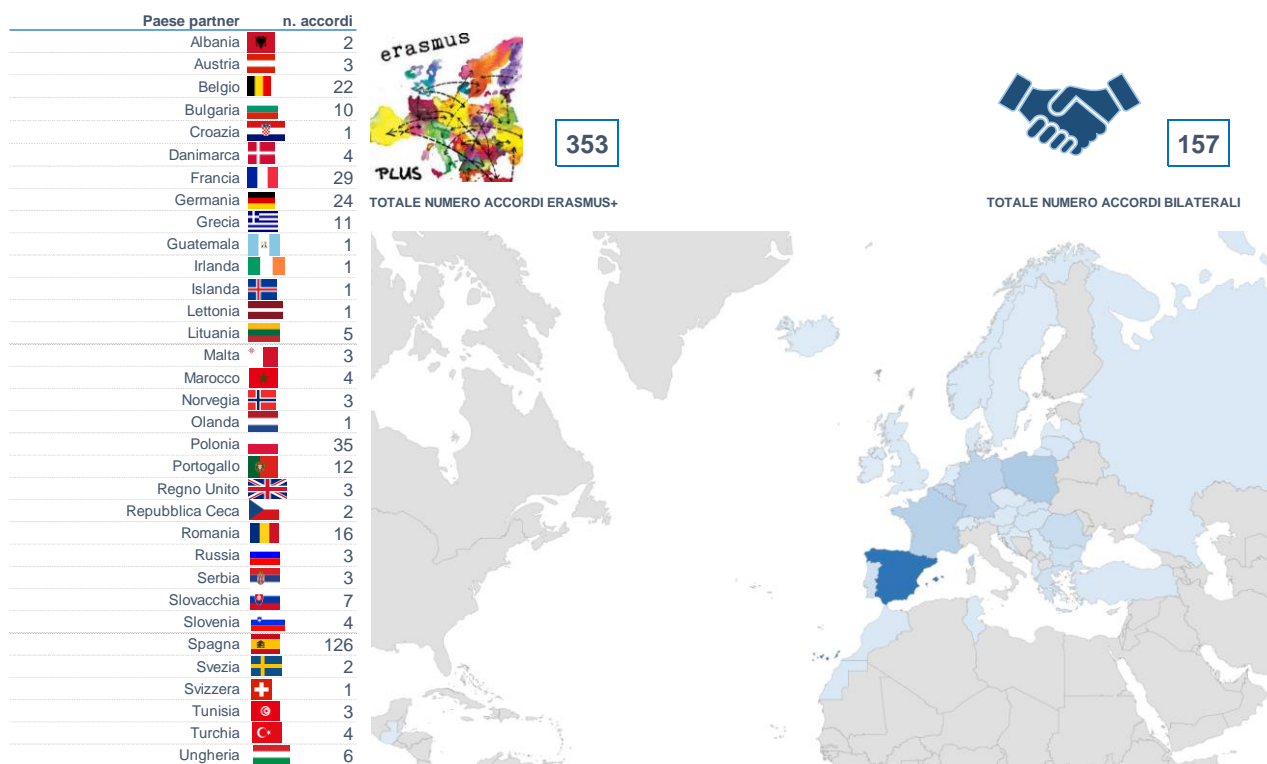 Paese partner n. accordi
Albania 2
Austria 3
Belgio 22
Bulgaria 10
Croazia 1
Danimarca 4
Francia 29
Germania 24
Grecia 11
Guatemala 1
Irlanda 1
Islanda 1
Lettonia 1
Lituania 5
Malta 3
Marocco 4
Norvegia 3
Olanda 1
Polonia 35
Portogallo 12
Regno Unito 3
Repubblica Ceca 2
Romania 16
Russia 3
Serbia 3
Slovacchia 7
Slovenia 4
Spagna 126
Svezia 2
Svizzera 1
Tunisia 3
Turchia 4
Ungheria 6
erasmus
PLUS
353
TOTALE NUMERO ACCORDI ERASMUS+
157
TOTALE NUMERO ACCORDI BILATERALI